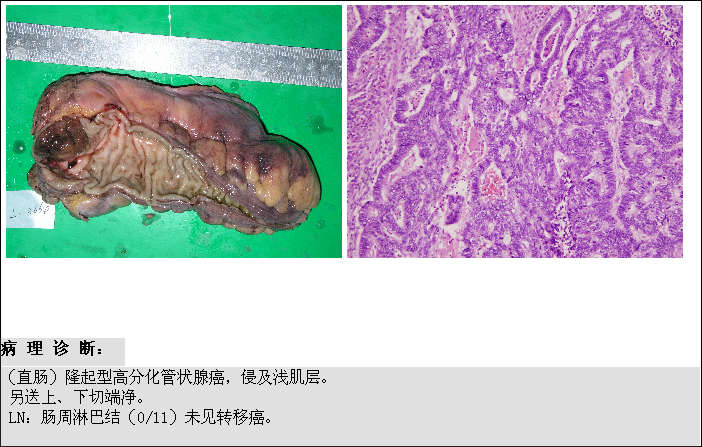 病 理 诊 断：
（直肠）隆起型高分化管状腺癌，侵及浅肌层。
另送上、下切端净。
LN：肠周淋巴结（0/11）未见转移癌。